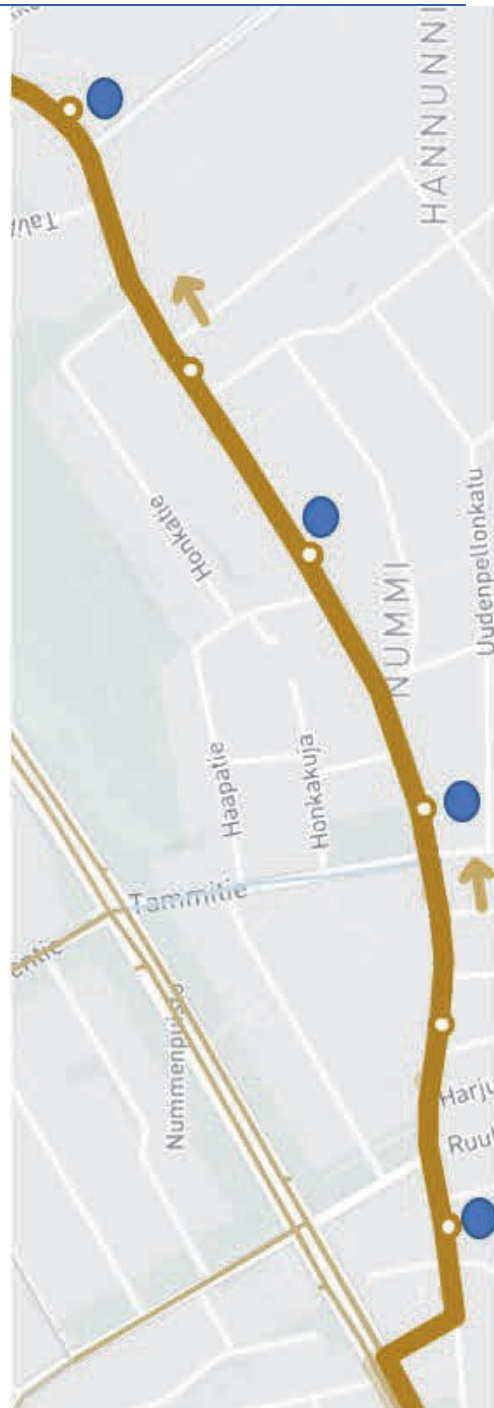 HANNUNNI
Honkatie
Uudenpellonkatu
NUMMI
Haapatie
Honkakuja
Tammitie
Nummenpuisto